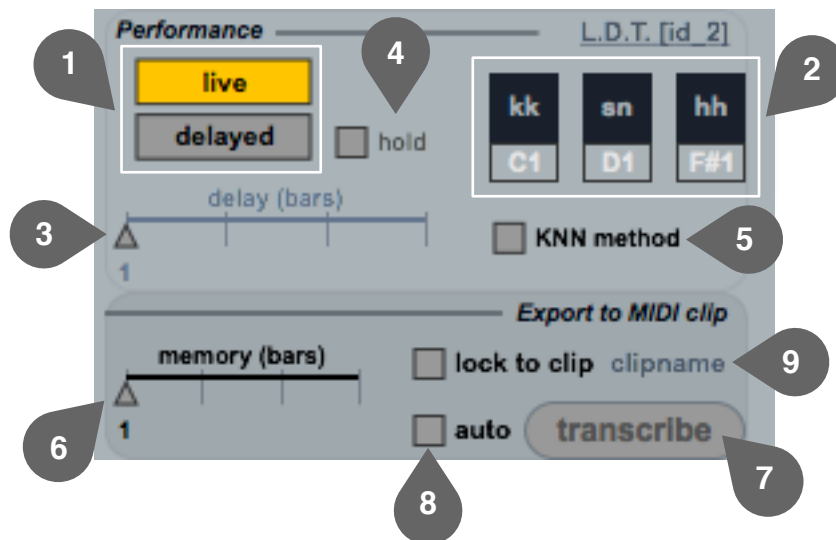 Performance L.D.T. [id_2]
1 live 4 kk sn hh 2
delayed hold C1 D1 F#1
delay (bars)
3 KNN method 5
1
Export to MIDI clip
memory (bars) lock to clip clipname 9
6 1 auto transcribe 7
8